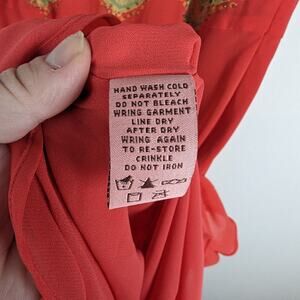 HAND WASH COLD
SEPARATELY
DO NOT BLEACH
WRING GARMENT
LINE DRY
AFTER DRY
WRING AGAIN
TO RE-STORE
CRINKLE
DO NOT IRON